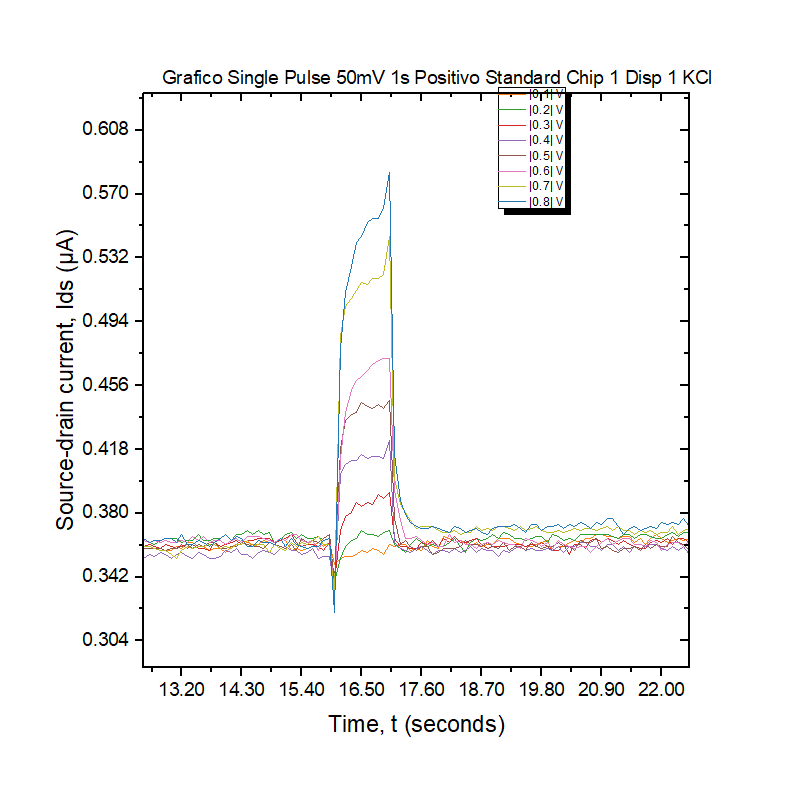 Grafico Single Pulse 50mV 1s Positivo Standard Chip 1 Disp 1 KCl
|0.1| V
|0.2| V
|0.3| V
|0.4| V
|0.5| V
|0.6| V
|0.7| V
|0.8| V
0.608
0.570
0.532
0.494
0.456
0.418
0.380
0.342
0.304
Source-drain current, Ids (µA)
13.20 14.30 15.40 16.50 17.60 18.70 19.80 20.90 22.00
Time, t (seconds)